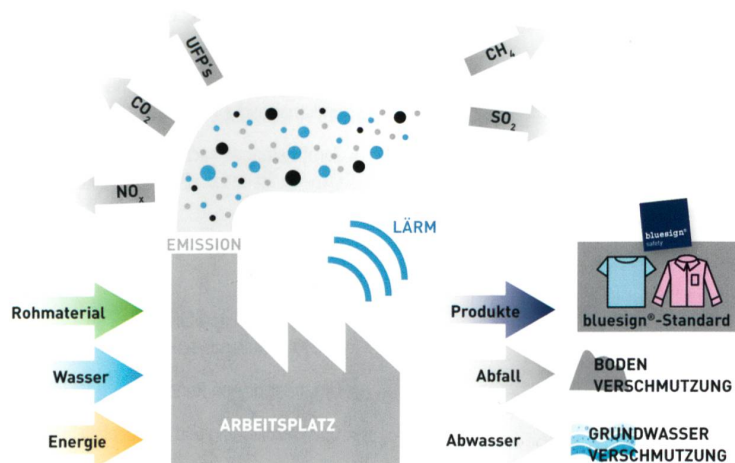 UFP's
CH₄
CO₂
SO₂
NOₓ
LÄRM
bluesign®
safety
EMISSION
Rohmaterial
Produkte
bluesign®-Standard
Wasser
Abfall
BODEN
VERSCHMUTZUNG
Energie
ARBEITSPLATZ
Abwasser
GRUNDWASSER
VERSCHMUTZUNG